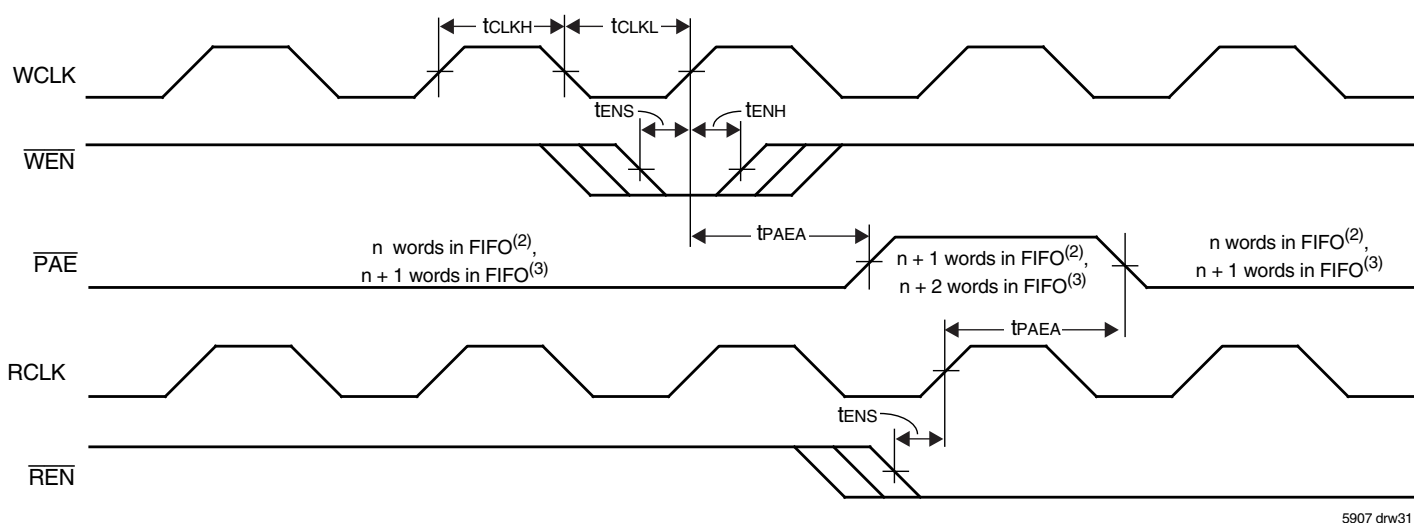 tCLKH
tCLKL
WCLK
tENS
tENH
WEN
tPAEA
PAE
n words in FIFO(2),
n + 1 words in FIFO(3)
n + 1 words in FIFO(2),
n + 2 words in FIFO(3)
n words in FIFO(2),
n + 1 words in FIFO(3)
tPAEA
RCLK
tENS
REN
5907 drw31